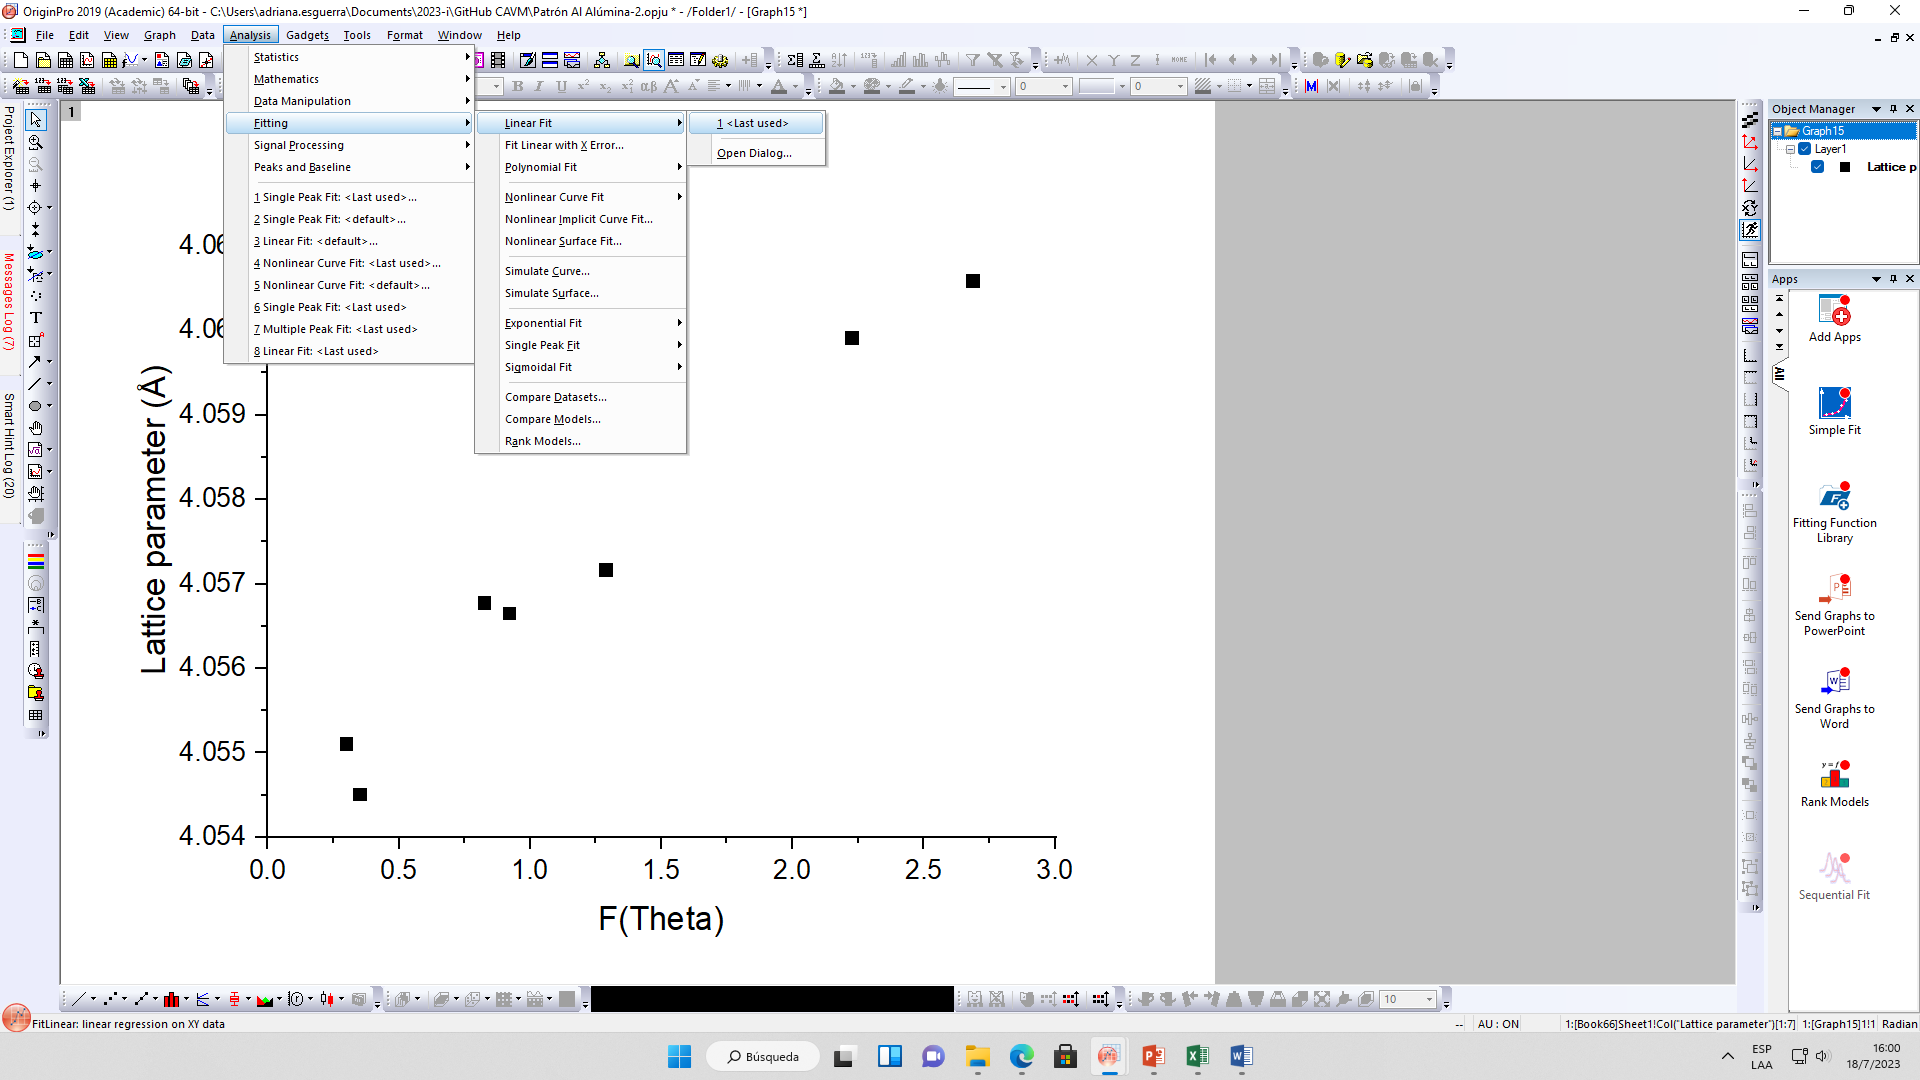 OriginPro 2019 (Academic) 64-bit - C:\Users\adriana.esguerra\Documents\2023-i\GitHub CAVM\Patrón Al Alúmina-2.opju * - /Folder1/ - [Graph15 *]
File Edit View Graph Data Analysis Gadgets Tools Format Window Help
Statistics
Mathematics
Data Manipulation
Fitting
Signal Processing
Peaks and Baseline
1 Single Peak Fit: <Last used>...
2 Single Peak Fit: <default>...
3 Linear Fit: <default>...
4 Nonlinear Curve Fit: <Last used>...
5 Nonlinear Curve Fit: <default>...
6 Single Peak Fit: <Last used>
7 Multiple Peak Fit: <Last used>
8 Linear Fit: <Last used>
Linear Fit
Fit Linear with X Error...
Polynomial Fit
Nonlinear Curve Fit
Nonlinear Implicit Curve Fit...
Nonlinear Surface Fit...
Simulate Curve...
Simulate Surface...
Exponential Fit
Single Peak Fit
Sigmoidal Fit
Compare Datasets...
Compare Models...
Rank Models...
1 <Last used>
Open Dialog...
Project Explorer (1)
Messages Log (7)
Smart Hint Log (20)
1
Lattice parameter (Å)
4.06
4.06
4.059
4.058
4.057
4.056
4.055
4.054
0.0 0.5 1.0 1.5 2.0 2.5 3.0
F(Theta)
Object Manager
Graph15
Layer1
Lattice p
Apps
All
Add Apps
Simple Fit
Fitting Function
Library
Send Graphs to
PowerPoint
Send Graphs to
Word
Rank Models
Sequential Fit
10
FitLinear: linear regression on XY data
-- AU : ON 1:[Book66]Sheet1!Col("Lattice parameter")[1:7] 1:[Graph15]1!1 Radian
Búsqueda
ESP
LAA
16:00
18/7/2023